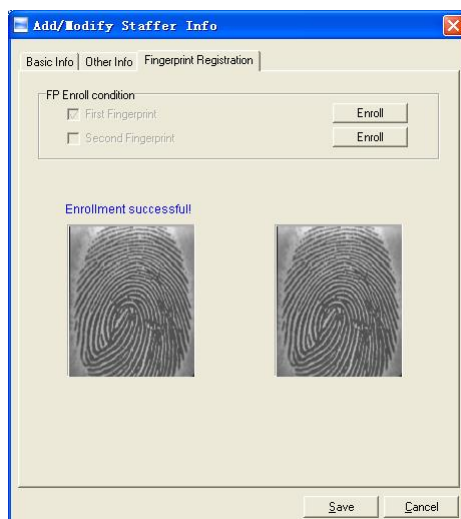 Add/Modify Staffer Info
Basic Info Other Info Fingerprint Registration
FP Enroll condition
First Fingerprint Enroll
Second Fingerprint Enroll
Enrollment successful!
Save Cancel